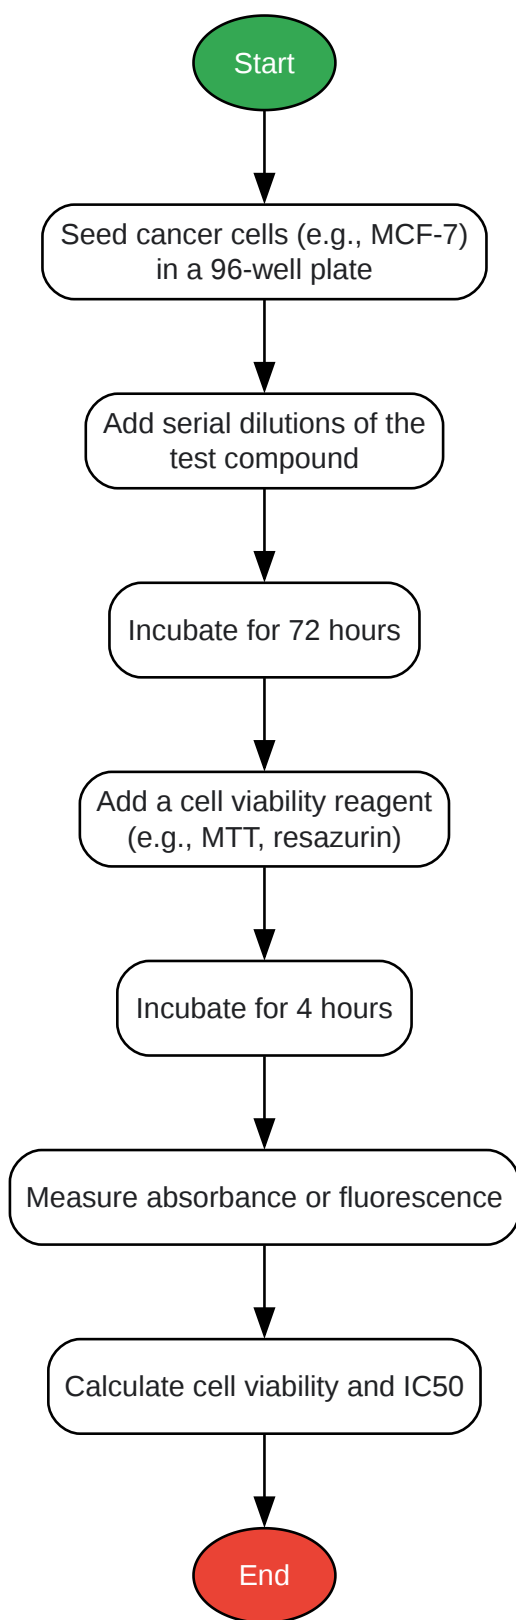 Start
Seed cancer cells (e.g., MCF-7)
in a 96-well plate
Add serial dilutions of the
test compound
Incubate for 72 hours
Add a cell viability reagent
(e.g., MTT, resazurin)
Incubate for 4 hours
Measure absorbance or fluorescence
Calculate cell viability and IC50
End